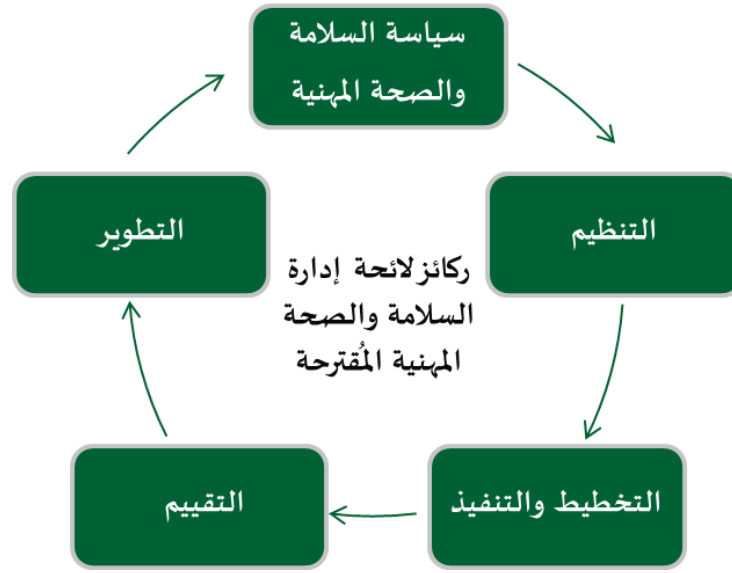 سياسة السلامة
والصحة المهنية
التنظيم
التخطيط والتنفيذ
التقييم
التطوير
ركائز لائحة إدارة
السلامة والصحة
المهنية المُقترحة